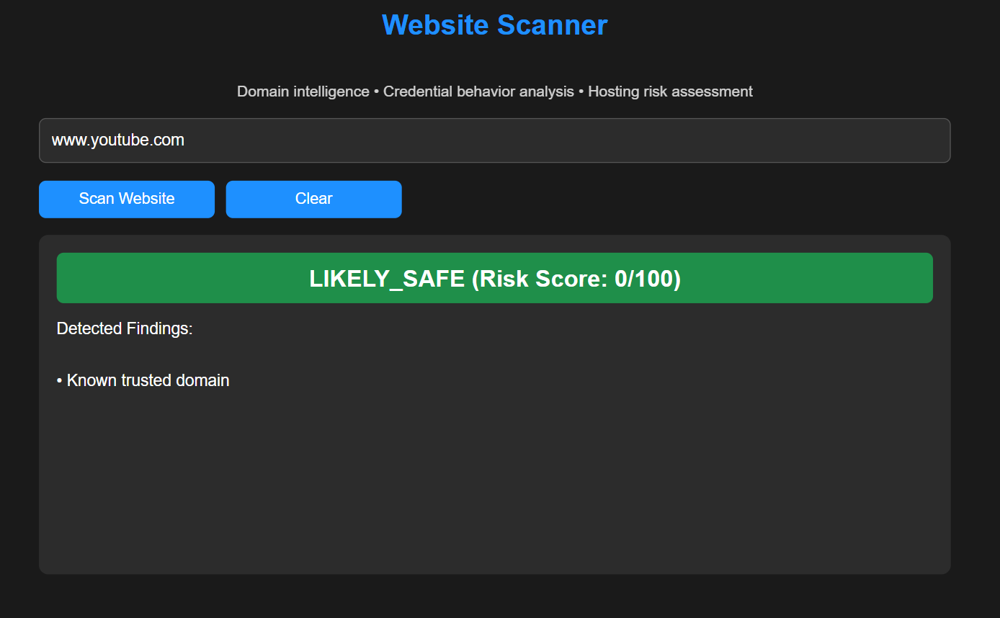 Website Scanner
Domain intelligence • Credential behavior analysis • Hosting risk assessment
www.youtube.com
Scan Website
Clear
LIKELY_SAFE (Risk Score: 0/100)
Detected Findings:
• Known trusted domain